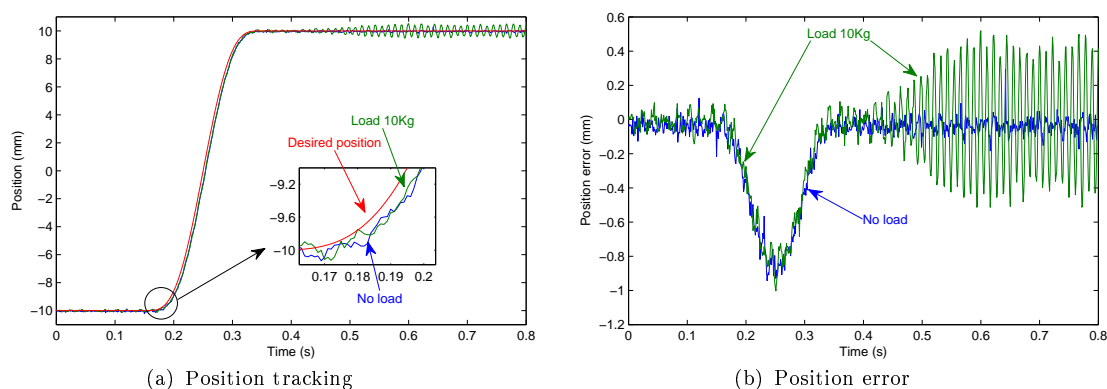 10
8
6
4
2
0
−2
−4
−6
−8
−10
Position (mm)
0 0.1 0.2 0.3 0.4 0.5 0.6 0.7 0.8
Time (s)
Load 10Kg
Desired position
−9.2
−9.6
−10
0.17 0.18 0.19 0.2
No load
(a) Position tracking
0.6
0.4
0.2
0
−0.2
−0.4
−0.6
−0.8
−1
−1.2
Position error (mm)
0 0.1 0.2 0.3 0.4 0.5 0.6 0.7 0.8
Time (s)
Load 10Kg
No load
(b) Position error